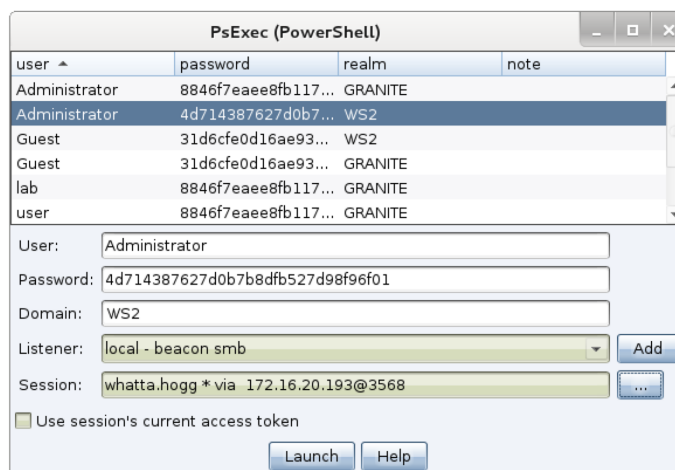 PsExec (PowerShell)
user password realm note
Administrator 8846f7eaee8fb117... GRANITE
Administrator 4d714387627d0b7... WS2
Guest 31d6cfe0d16ae93... WS2
Guest 31d6cfe0d16ae93... GRANITE
lab 8846f7eaee8fb117... GRANITE
user 8846f7eaee8fb117... GRANITE
User: Administrator
Password: 4d714387627d0b7b8dfb527d98f96f01
Domain: WS2
Listener: local - beacon smb Add
Session: whatta.hogg * via 172.16.20.193@3568 ...
Use session's current access token
Launch Help